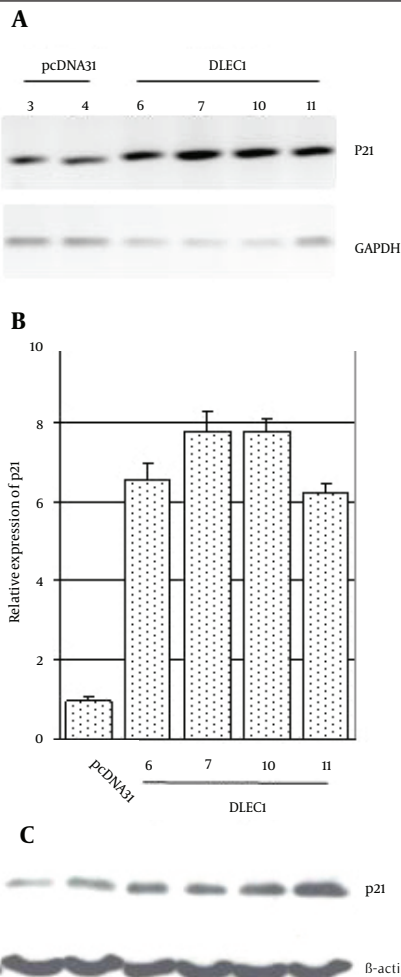 A
pcDNA31 DLEC1
3 4 6 7 10 11
P21
GAPDH
B
Relative expression of p21
10
8
6
4
2
0
pcDNA31 6 7 10 11
DLEC1
C
p21
ß-acti